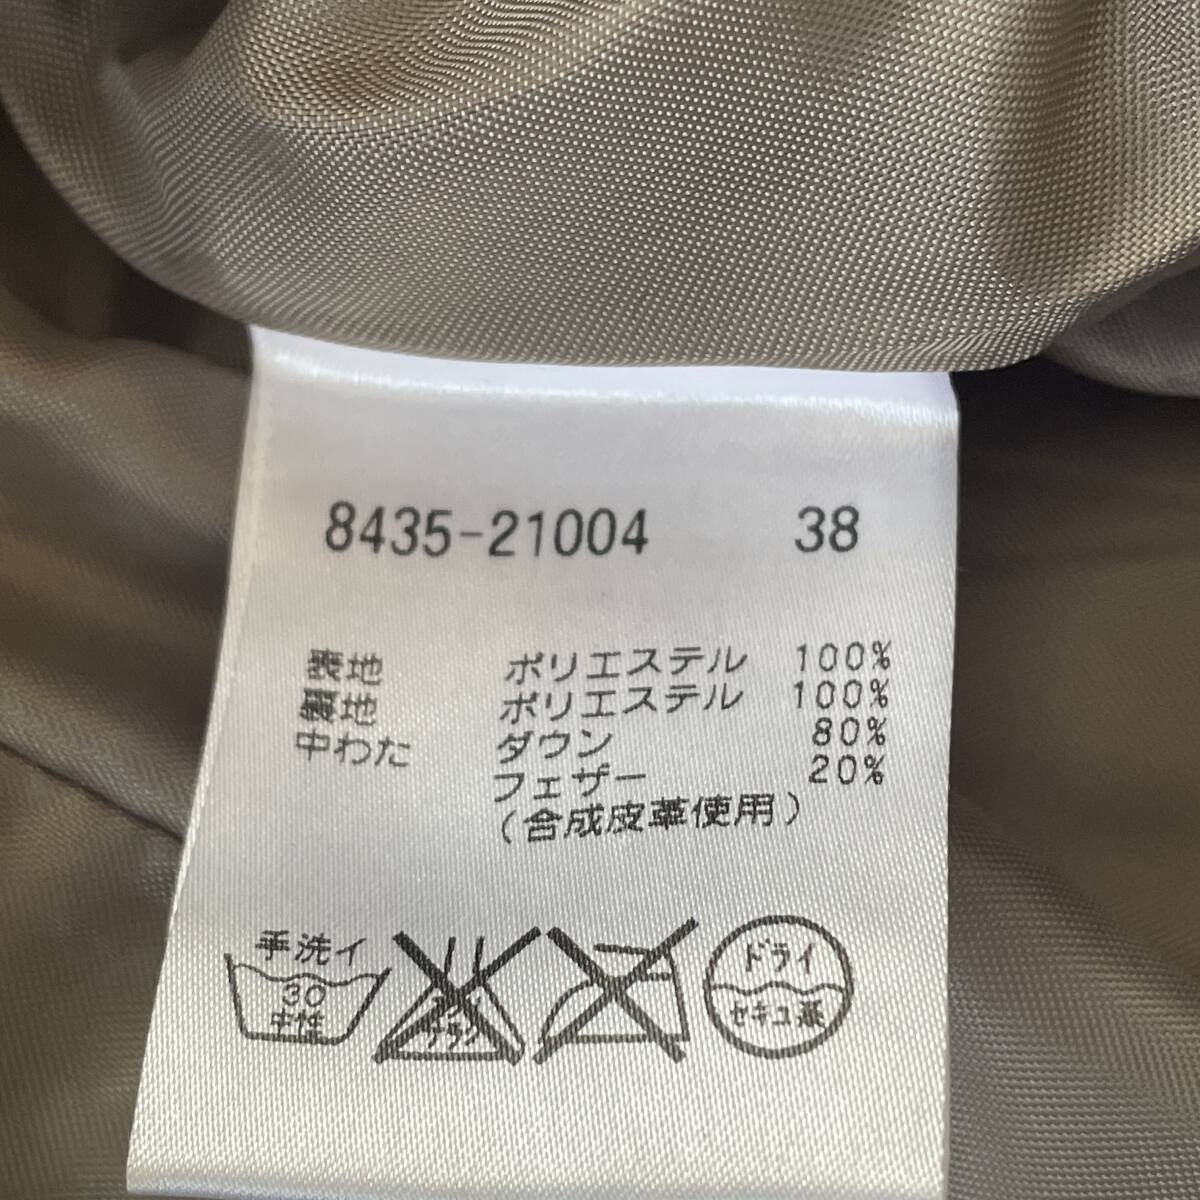 8435-21004 38
表地 ポリエステル 100%
裏地 ポリエステル 100%
中わた ダウン 80%
フェザー 20%
(合成皮革使用)
手洗イ
30
中性
ドライ
セキユ系